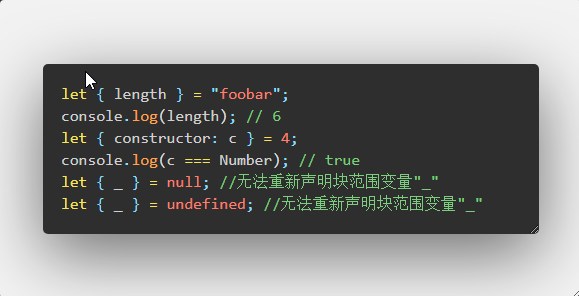 let { length } = "foobar";
console.log(length); // 6
let { constructor: c } = 4;
console.log(c === Number); // true
let { _ } = null; //无法重新声明块范围变量"_"
let { _ } = undefined; //无法重新声明块范围变量"_"